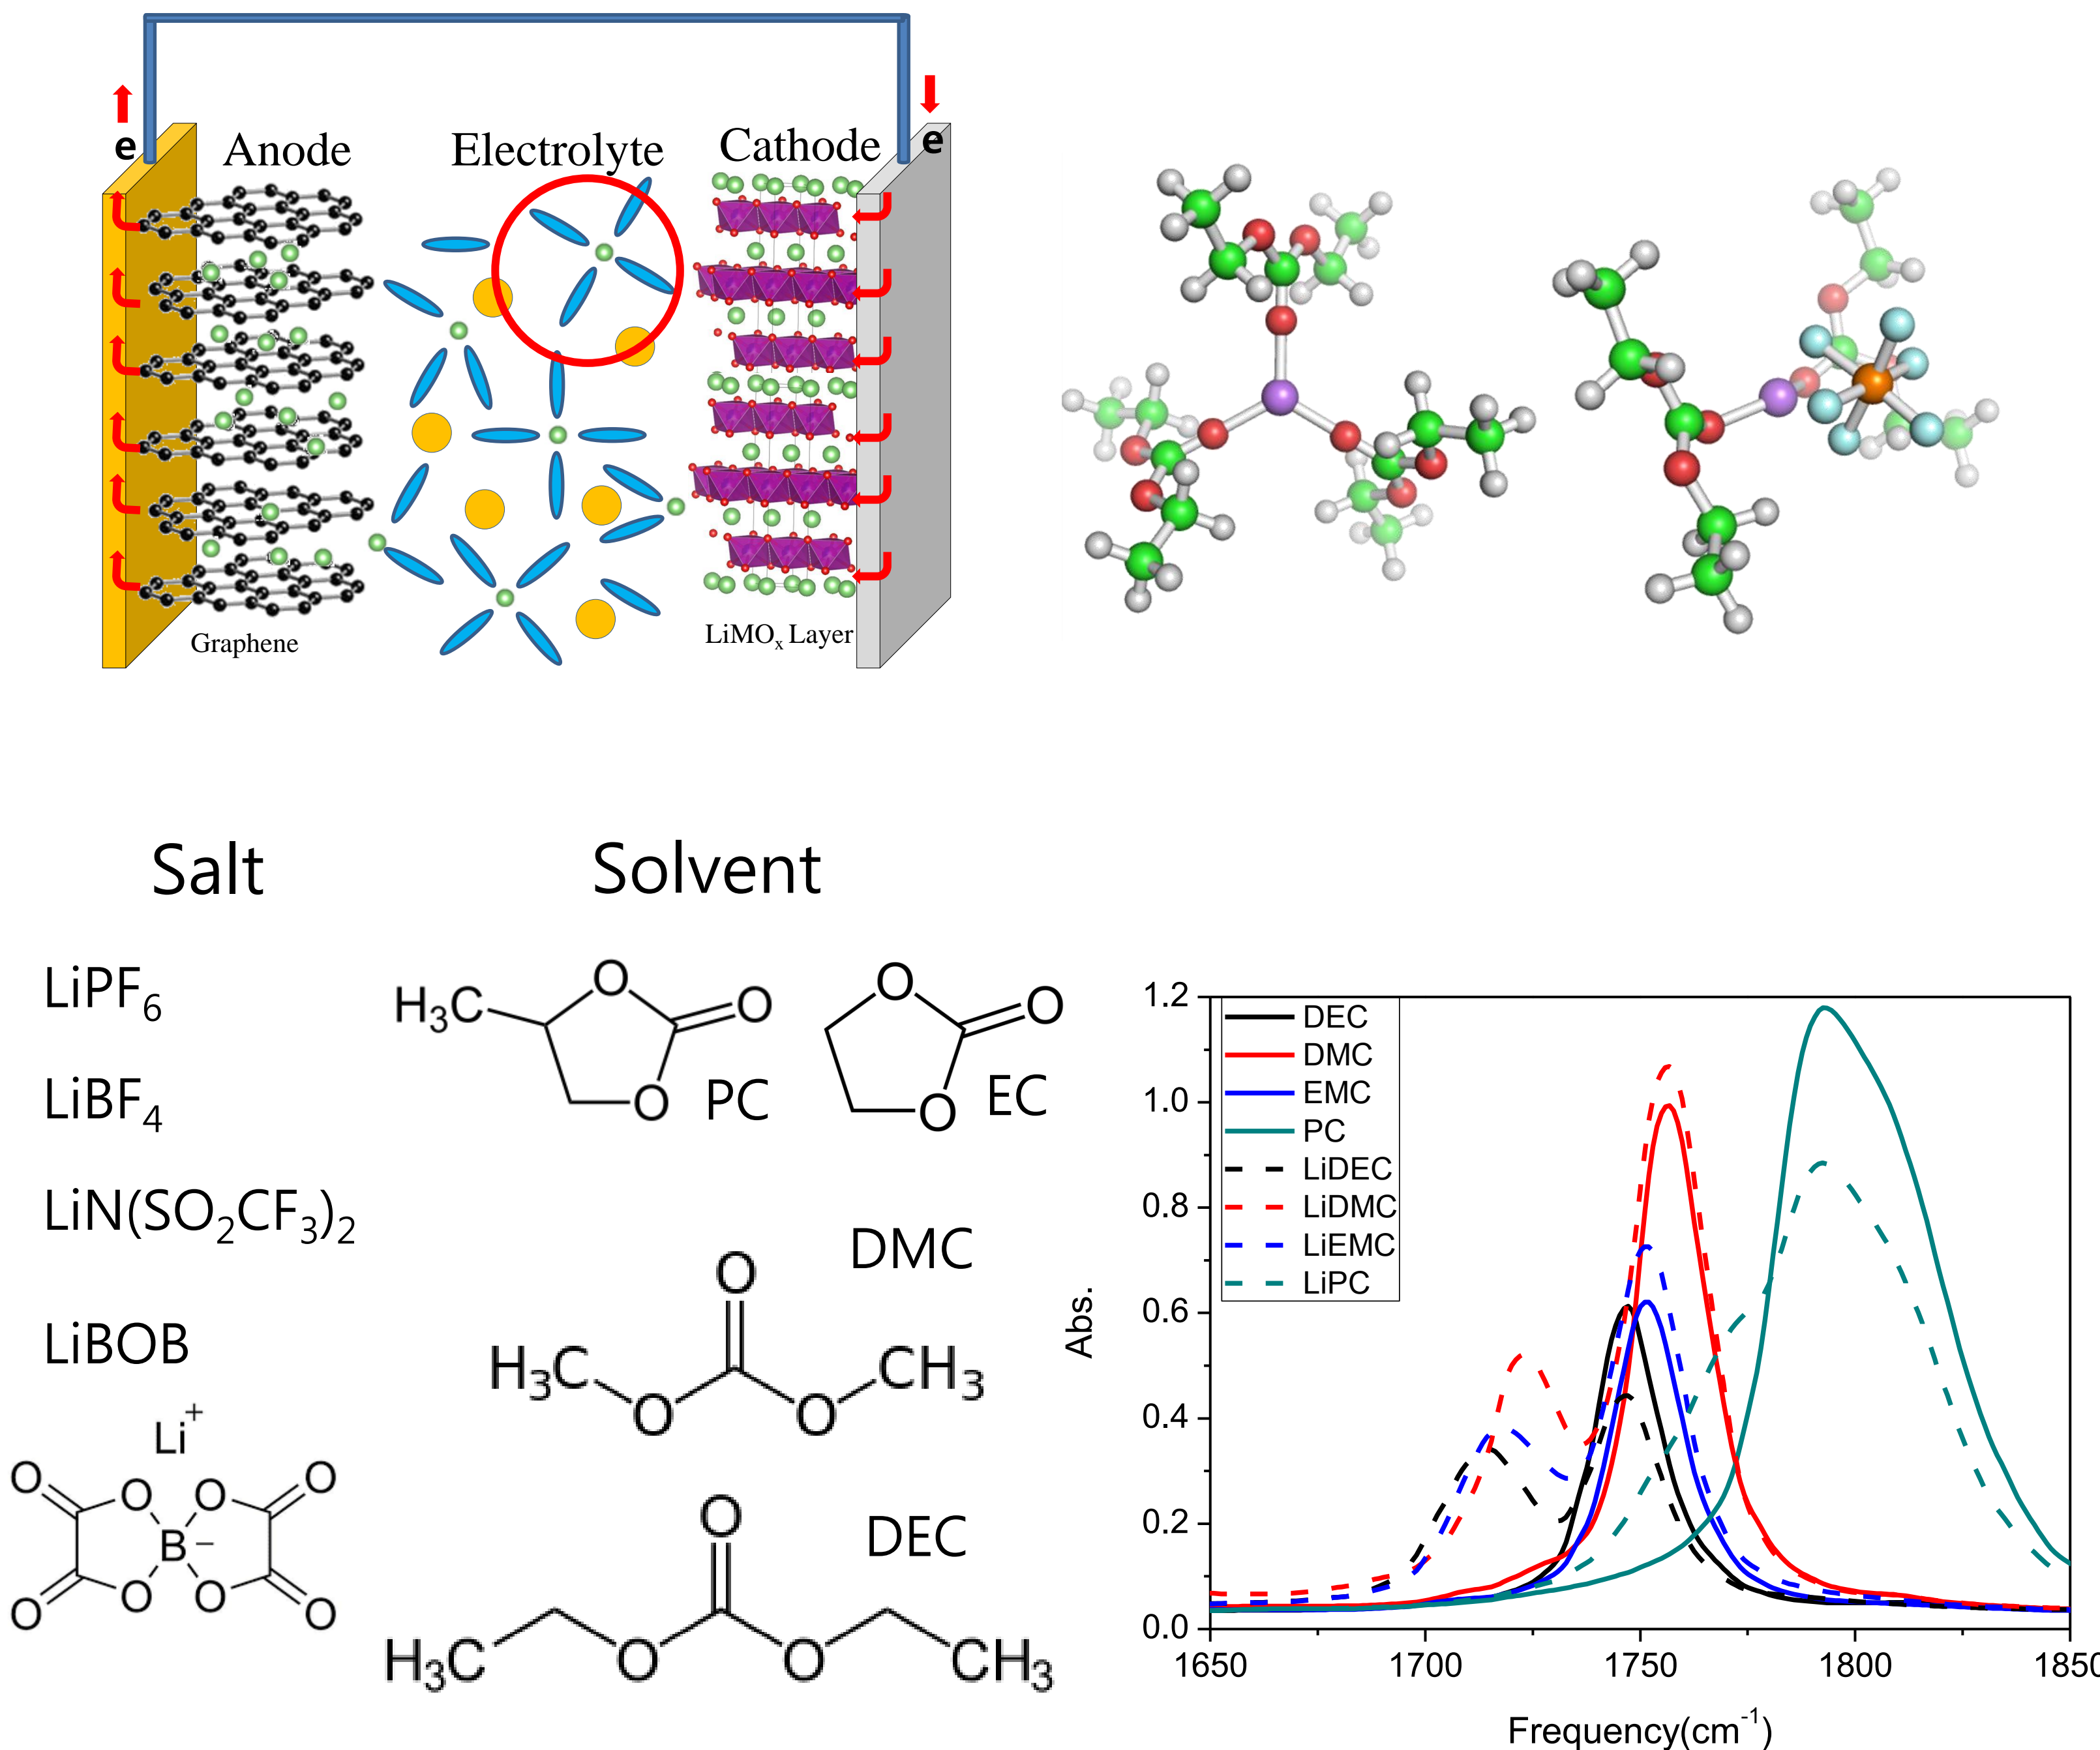 e
Anode
Electrolyte
Cathode
e
Graphene
LiMOₓ Layer
Salt
Solvent
LiPF₆
LiBF₄
LiN(SO₂CF₃)₂
LiBOB
Li⁺
O
O
O
O
B⁻
O
O
O
O
H₃C
O
O
O
PC
O
O
O
EC
DMC
O
H₃C
O
O
CH₃
DEC
O
H₃C
O
O
CH₃
1.2
1.0
0.8
0.6
0.4
0.2
0.0
Abs.
DEC
DMC
EMC
PC
LiDEC
LiDMC
LiEMC
LiPC
1650
1700
1750
1800
1850
Frequency(cm⁻¹)